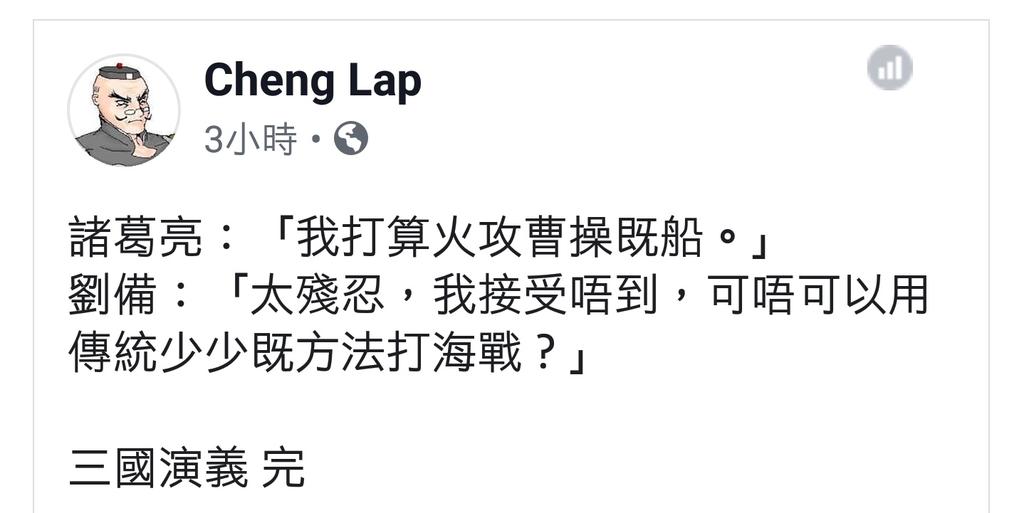 Cheng Lap
3小時・
諸葛亮：「我打算火攻曹操既船。」
劉備：「太殘忍，我接受唔到，可唔可以用
傳統少少既方法打海戰？」
三國演義 完